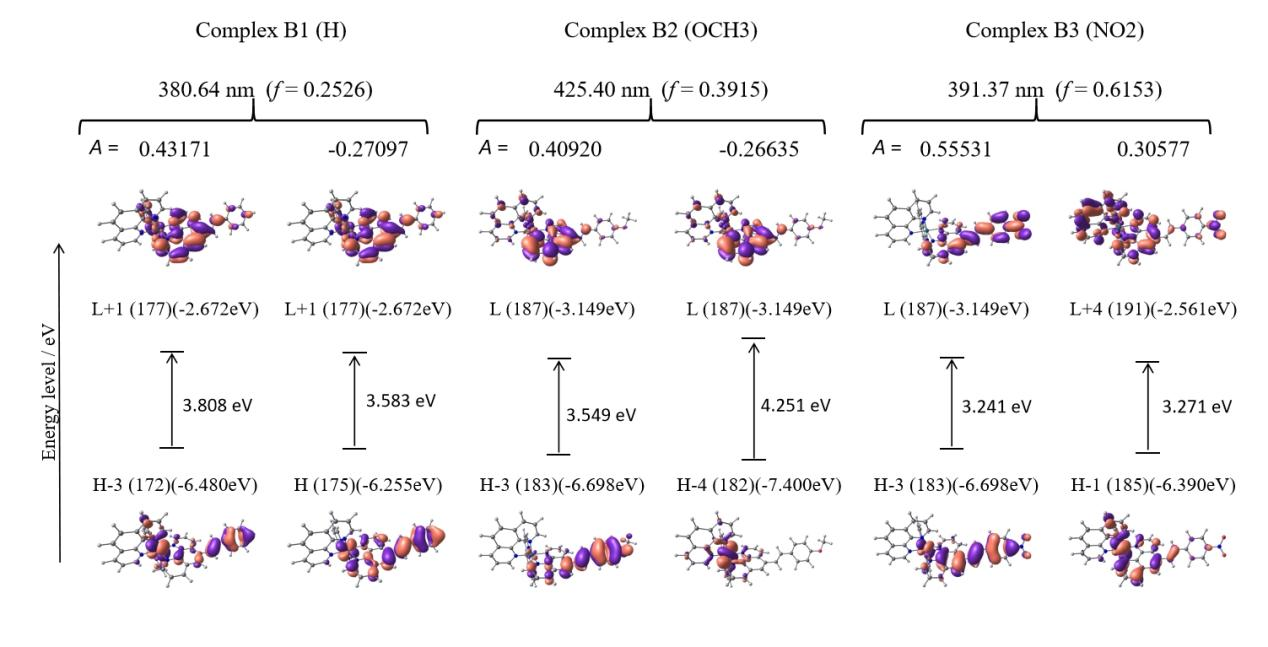 Complex B1 (H) Complex B2 (OCH3) Complex B3 (NO2)
380.64 nm (f = 0.2526) 425.40 nm (f = 0.3915) 391.37 nm (f = 0.6153)
A = 0.43171 -0.27097 A = 0.40920 -0.26635 A = 0.55531 0.30577
L+1 (177)(-2.672eV) L+1 (177)(-2.672eV) L (187)(-3.149eV) L (187)(-3.149eV) L (187)(-3.149eV) L+4 (191)(-2.561eV)
Energy level / eV
3.808 eV 3.583 eV 3.549 eV 4.251 eV 3.241 eV 3.271 eV
H-3 (172)(-6.480eV) H (175)(-6.255eV) H-3 (183)(-6.698eV) H-4 (182)(-7.400eV) H-3 (183)(-6.698eV) H-1 (185)(-6.390eV)